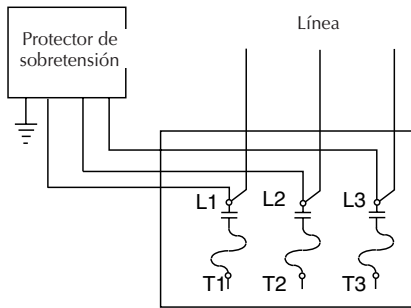 Protector de
sobretensión
Línea
L1
L2
L3
T1
T2
T3